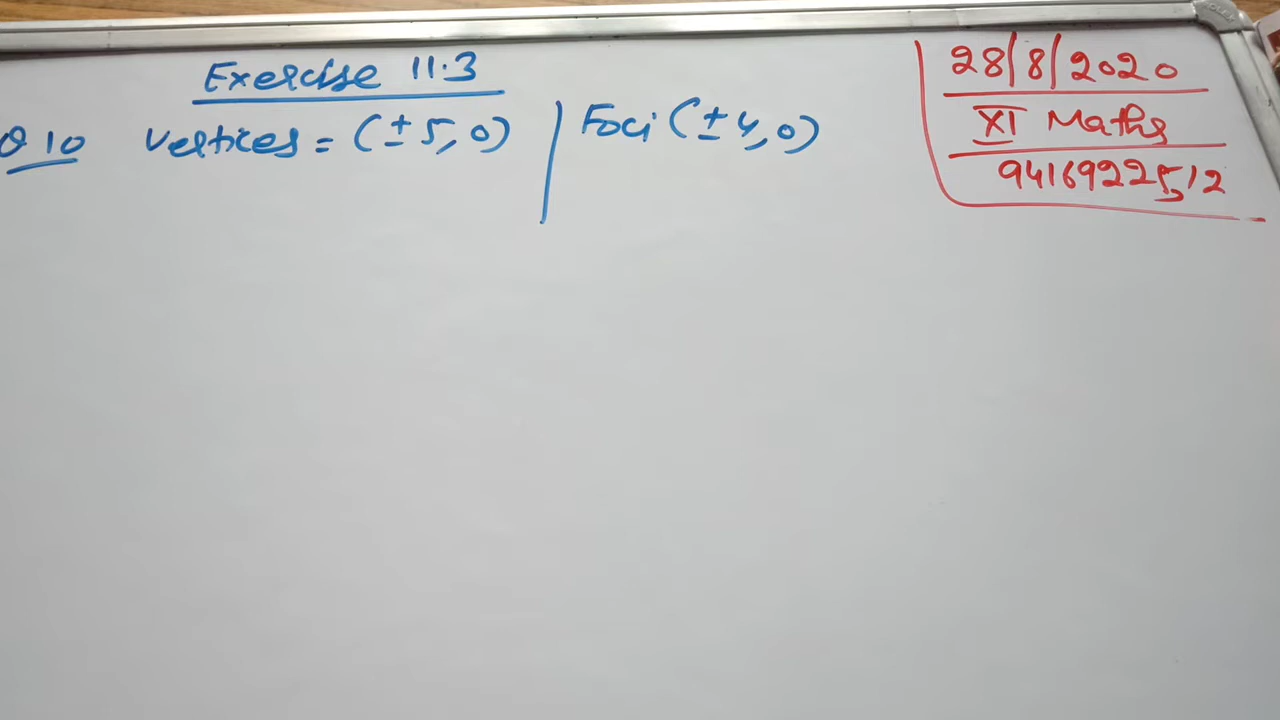 Exercise 11.3
Q 10 Vertices = (± 5, 0) | Foci (± 4, 0)
28/8/2020
XI Maths
9416922512